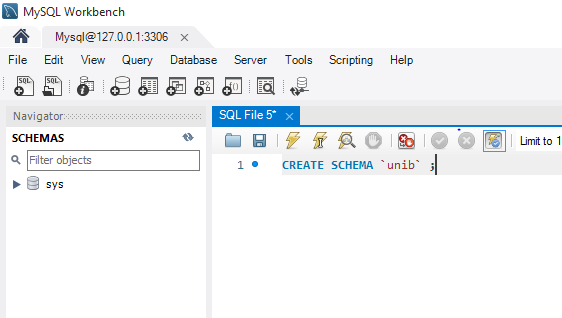 MySQL Workbench
Mysql@127.0.0.1:3306 ×
File Edit View Query Database Server Tools Scripting Help
SQL SQL
Navigator
SCHEMAS
Filter objects
sys
SQL File 5* ×
Limit to 1
1 CREATE SCHEMA `unib` ;